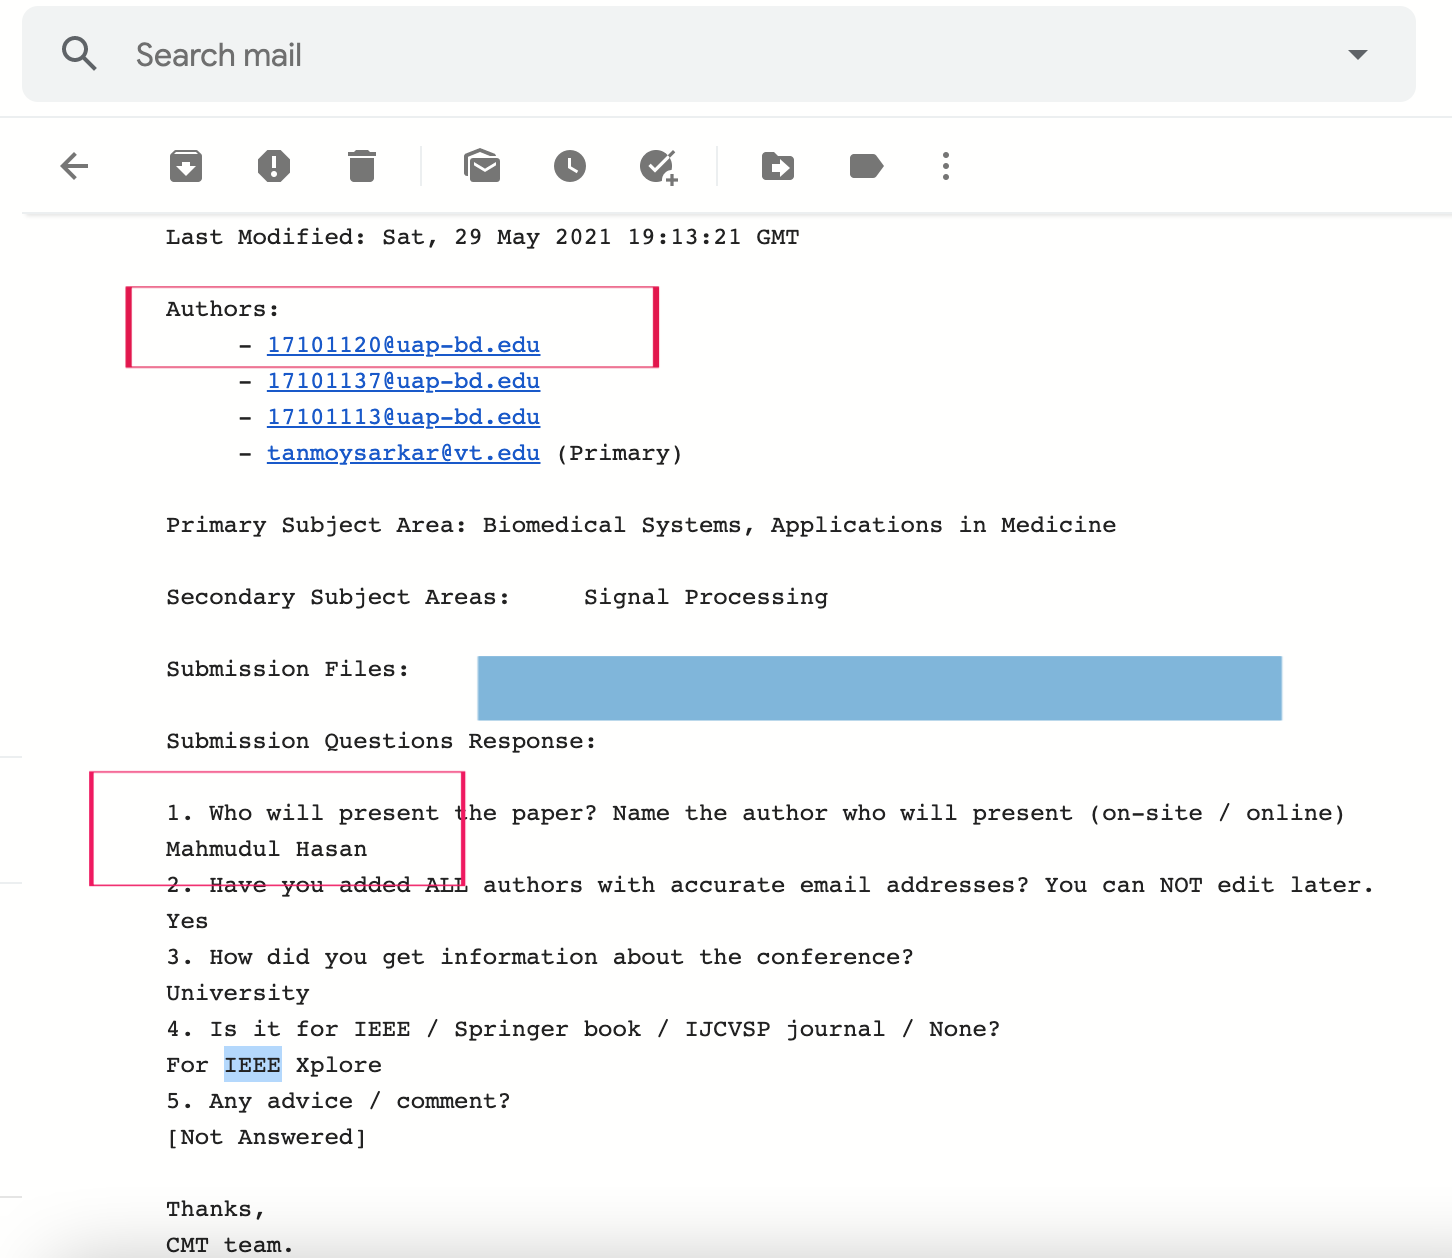 Search mail
Last Modified: Sat, 29 May 2021 19:13:21 GMT
Authors:
- 17101120@uap-bd.edu
- 17101137@uap-bd.edu
- 17101113@uap-bd.edu
- tanmoysarkar@vt.edu (Primary)
Primary Subject Area: Biomedical Systems, Applications in Medicine
Secondary Subject Areas: Signal Processing
Submission Files:
Submission Questions Response:
1. Who will present the paper? Name the author who will present (on-site / online)
Mahmudul Hasan
2. Have you added ALL authors with accurate email addresses? You can NOT edit later.
Yes
3. How did you get information about the conference?
University
4. Is it for IEEE / Springer book / IJCVSP journal / None?
For IEEE Xplore
5. Any advice / comment?
[Not Answered]
Thanks,
CMT team.